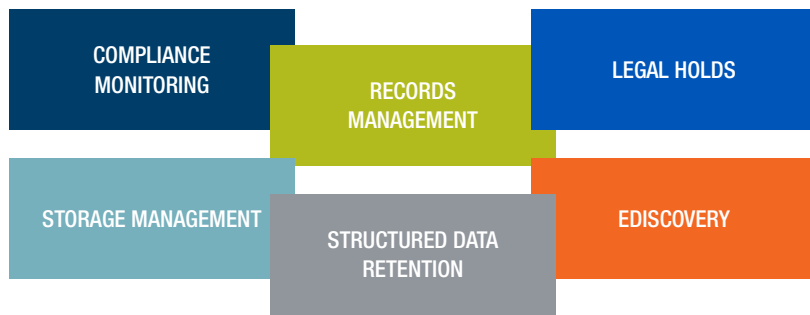 COMPLIANCE
MONITORING
RECORDS
MANAGEMENT
LEGAL HOLDS
STORAGE MANAGEMENT
STRUCTURED DATA
RETENTION
EDISCOVERY